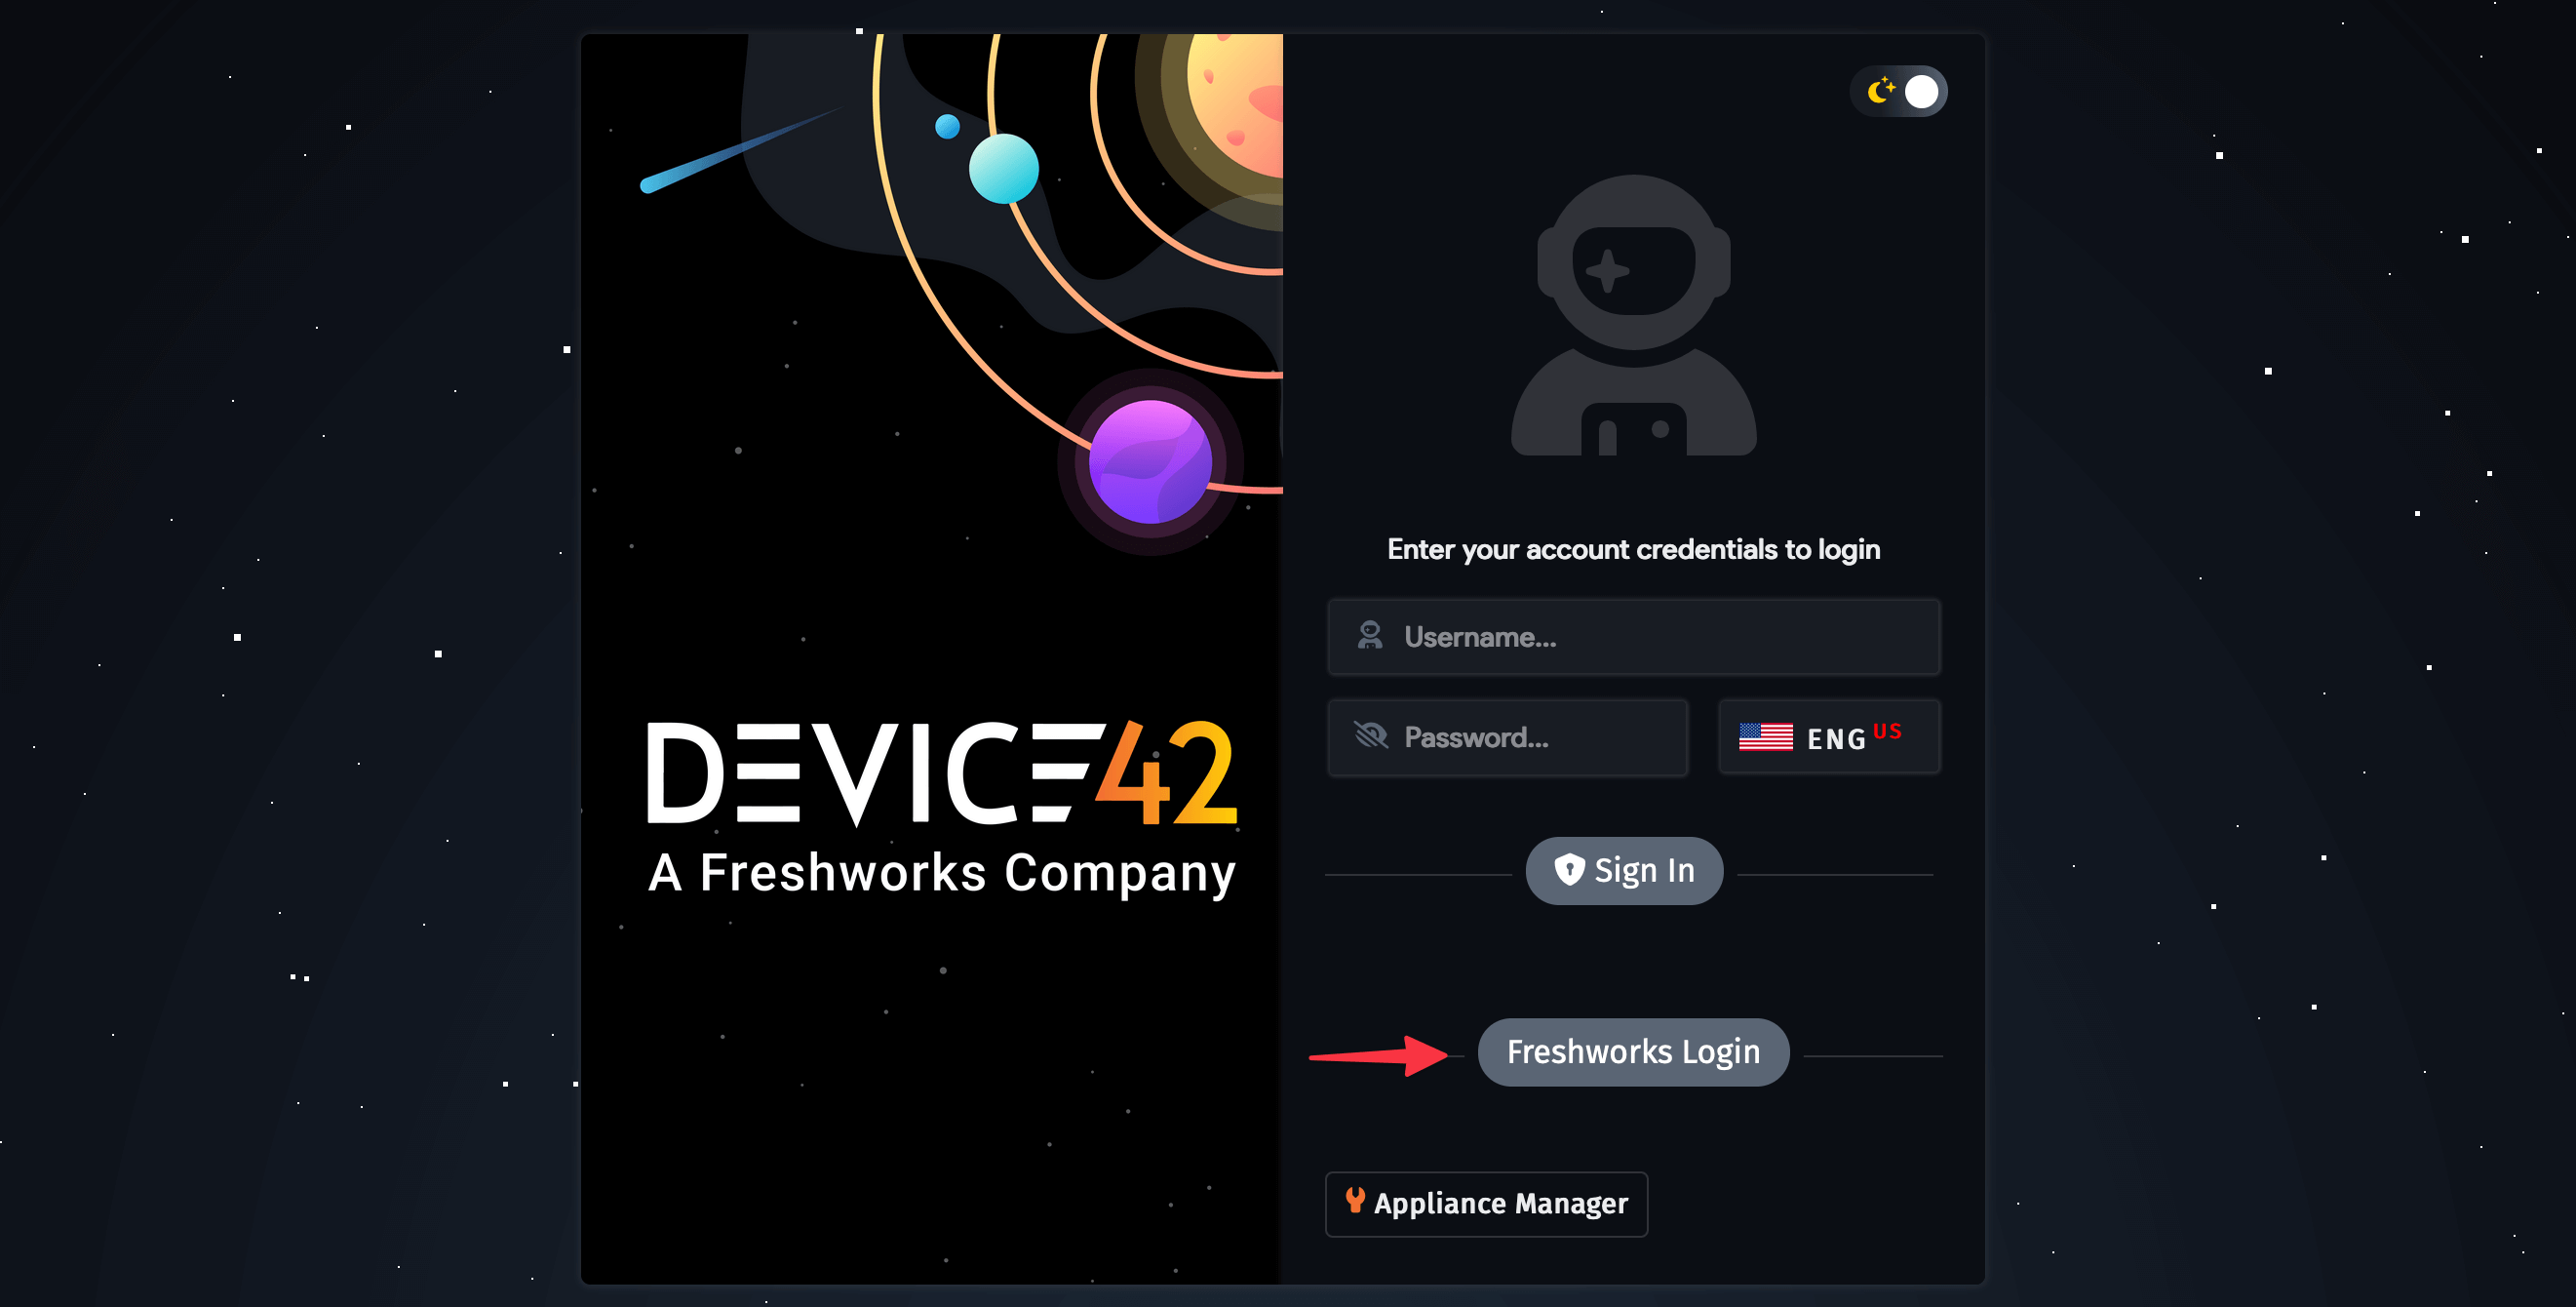 DEVICE42
A Freshworks Company
Enter your account credentials to login
Username...
Password...
ENG US
Sign In
Freshworks Login
Appliance Manager